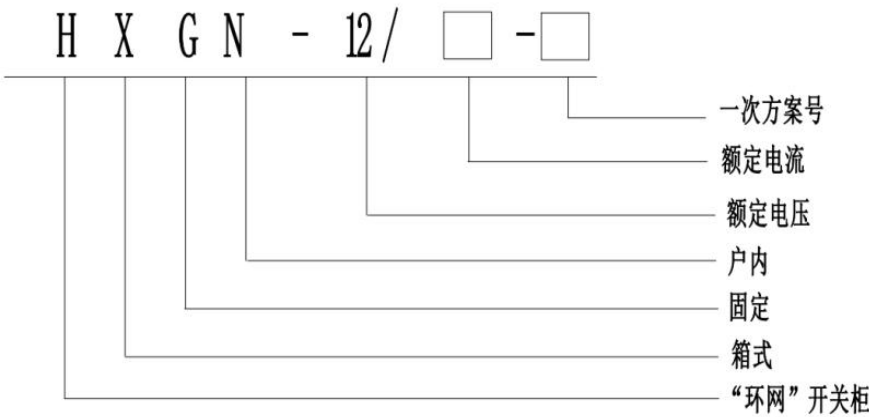 HXGN-12/□-□
一次方案号
额定电流
额定电压
户内
固定
箱式
“环网”开关柜